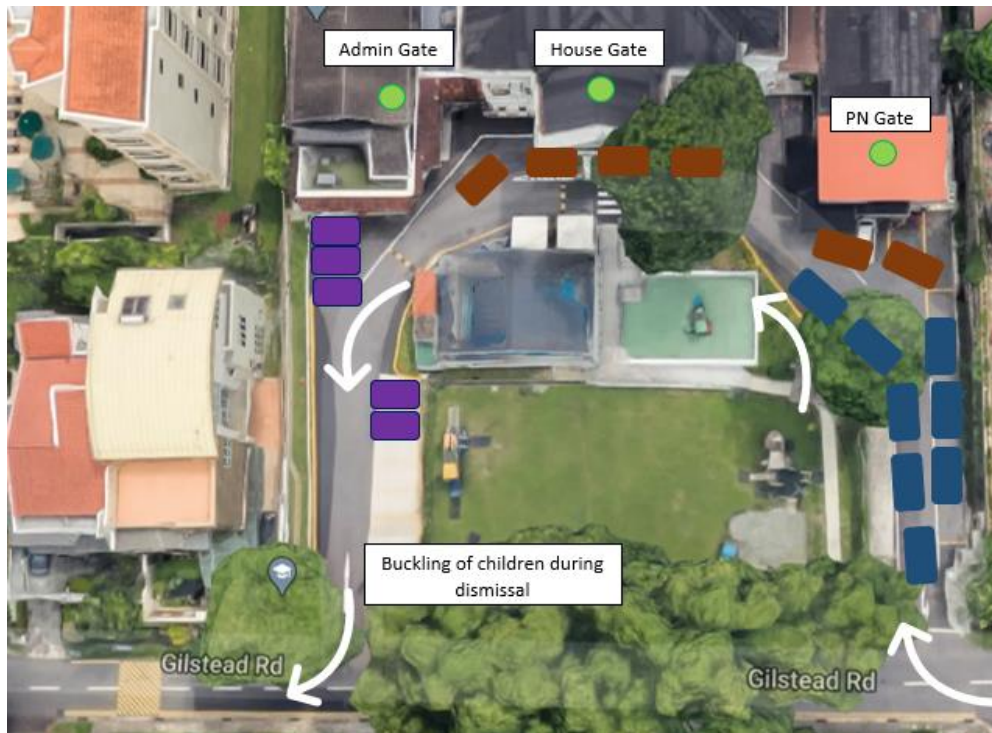 Admin Gate
House Gate
PN Gate
Buckling of children during
dismissal
Gilstead Rd
Gilstead Rd